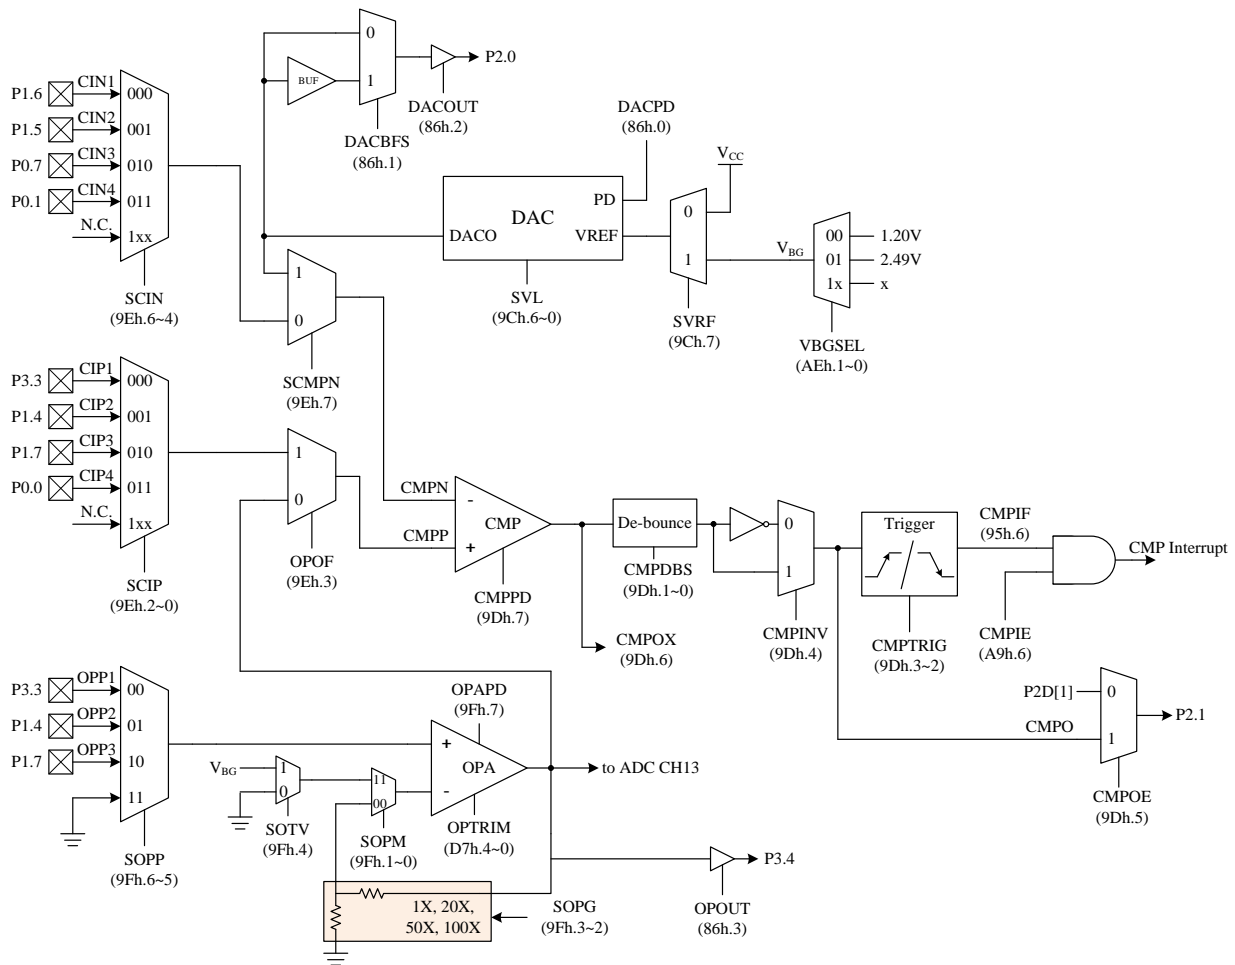 0
P2.0
BUF
1
DACOUT
(86h.2)
DACBFS
(86h.1)
P1.6
CIN1
000
P1.5
CIN2
001
P0.7
CIN3
010
P0.1
CIN4
011
N.C.
1xx
SCIN
(9Eh.6~4)
DACPD
(86h.0)
DAC
PD
DACO
VREF
SVL
(9Ch.6~0)
VCC
0
1
SVRF
(9Ch.7)
VBG
00
1.20V
01
2.49V
1x
x
VBGSEL
(AEh.1~0)
1
0
SCMPN
(9Eh.7)
P3.3
CIP1
000
P1.4
CIP2
001
P1.7
CIP3
010
P0.0
CIP4
011
N.C.
1xx
SCIP
(9Eh.2~0)
1
0
OPOF
(9Eh.3)
CMPN
-
CMP
CMPP
+
CMPPD
(9Dh.7)
CMPOX
(9Dh.6)
De-bounce
CMPDBS
(9Dh.1~0)
0
1
CMPINV
(9Dh.4)
Trigger
CMPTRIG
(9Dh.3~2)
CMPIF
(95h.6)
CMP Interrupt
CMPIE
(A9h.6)
P2D[1]
0
P2.1
CMPO
1
CMPOE
(9Dh.5)
P3.3
OPP1
00
P1.4
OPP2
01
P1.7
OPP3
10
11
SOPP
(9Fh.6~5)
OPAPD
(9Fh.7)
+
OPA
-
to ADC CH13
VBG
1
0
SOTV
(9Fh.4)
11
00
SOPM
(9Fh.1~0)
OPTRIM
(D7h.4~0)
1X, 20X,
50X, 100X
SOPG
(9Fh.3~2)
P3.4
OPOUT
(86h.3)